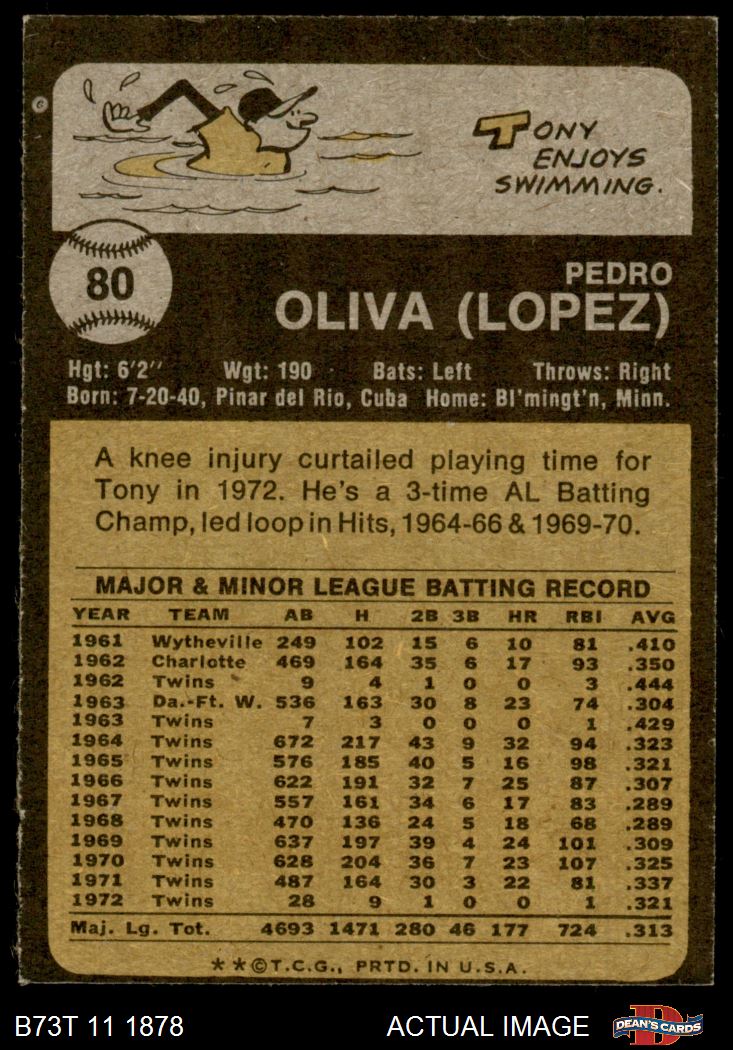 TONY
ENJOYS
SWIMMING.
80
PEDRO
OLIVA (LOPEZ)
Hgt: 6'2" Wgt: 190 Bats: Left Throws: Right
Born: 7-20-40, Pinar del Rio, Cuba Home: Bl'mingt'n, Minn.
A knee injury curtailed playing time for
Tony in 1972. He's a 3-time AL Batting
Champ, led loop in Hits, 1964-66 & 1969-70.
MAJOR & MINOR LEAGUE BATTING RECORD
YEAR TEAM AB H 2B 3B HR RBI AVG
1961 Wytheville 249 102 15 6 10 81 .410
1962 Charlotte 469 164 35 6 17 93 .350
1962 Twins 9 4 1 0 0 3 .444
1963 Da.-Ft. W. 536 163 30 8 23 74 .304
1963 Twins 7 3 0 0 0 1 .429
1964 Twins 672 217 43 9 32 94 .323
1965 Twins 576 185 40 5 16 98 .321
1966 Twins 622 191 32 7 25 87 .307
1967 Twins 557 161 34 6 17 83 .289
1968 Twins 470 136 24 5 18 68 .289
1969 Twins 637 197 39 4 24 101 .309
1970 Twins 628 204 36 7 23 107 .325
1971 Twins 487 164 30 3 22 81 .337
1972 Twins 28 9 1 0 0 1 .321
Maj. Lg. Tot. 4693 1471 280 46 177 724 .313
* * © T.C.G., PRTD. IN U.S.A.
B73T 11 1878 ACTUAL IMAGE D DEAN'S CARDS